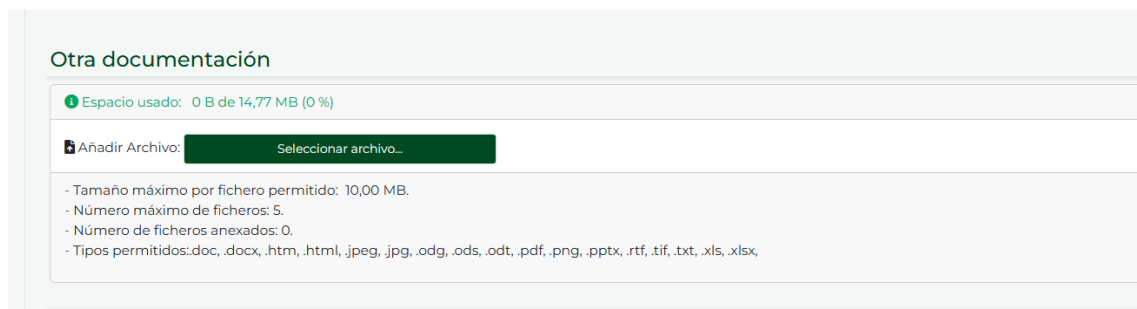 Otra documentación
Espacio usado: 0 B de 14,77 MB (0 %)
Añadir Archivo: Seleccionar archivo...
- Tamaño máximo por fichero permitido: 10,00 MB.
- Número máximo de ficheros: 5.
- Número de ficheros anexados: 0.
- Tipos permitidos:.doc, .docx, .htm, .html, .jpeg, .jpg, .odg, .ods, .odt, .pdf, .png, .pptx, .rtf, .tif, .txt, .xls, .xlsx,